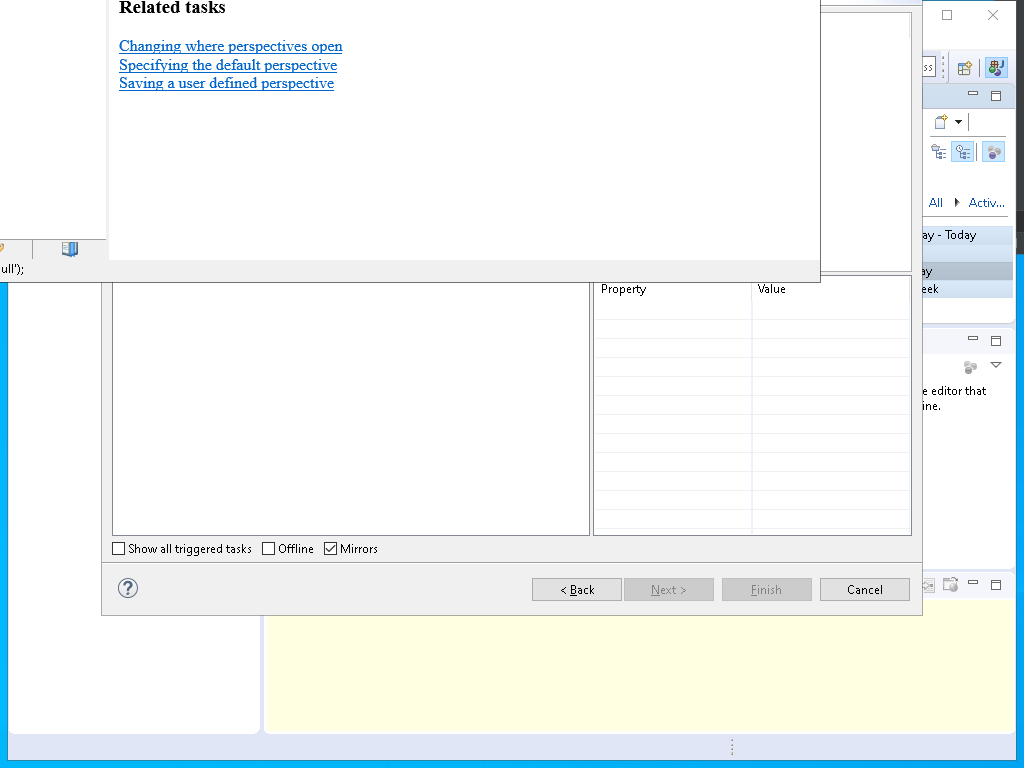 Related tasks
Changing where perspectives open
Specifying the default perspective
Saving a user defined perspective
ss
All Activ...
ay - Today
ull');
ay
Property Value
eek
e editor that
ine.
Show all triggered tasks Offline Mirrors
< Back Next > Finish Cancel